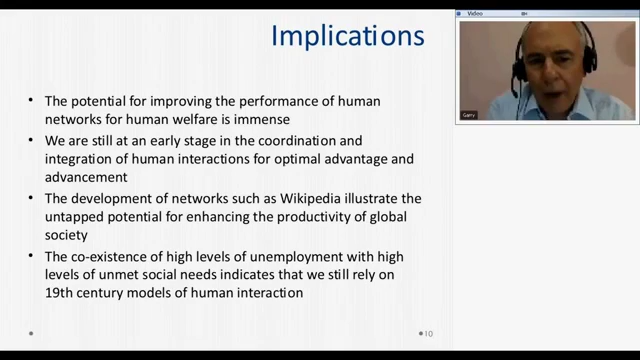 Implications
• The potential for improving the performance of human
networks for human welfare is immense
• We are still at an early stage in the coordination and
integration of human interactions for optimal advantage and
advancement
• The development of networks such as Wikipedia illustrate the
untapped potential for enhancing the productivity of global
society
• The co-existence of high levels of unemployment with high
levels of unmet social needs indicates that we still rely on
19th century models of human interaction
10
Video
Garry